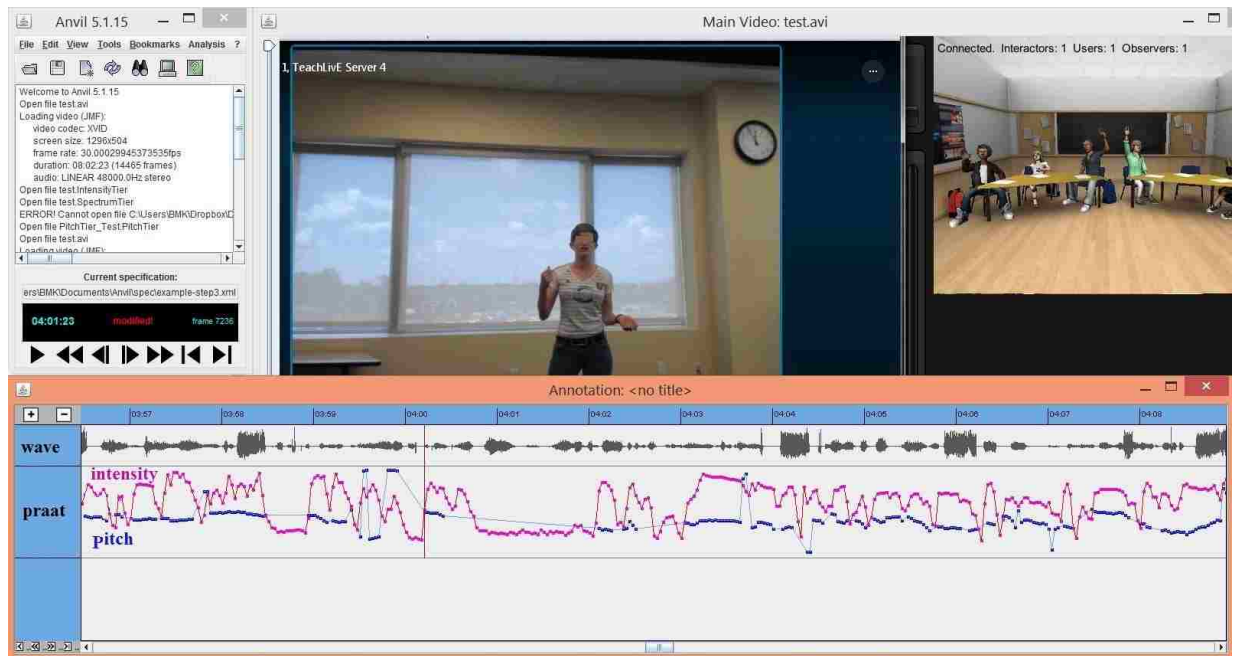 Anvil 5.1.15
File Edit View Tools Bookmarks Analysis ?
Welcome to Anvil 5.1.15
Open file test.avi
Loading video (JMF):
video codec: XVID
screen size: 1296x504
frame rate: 30.00029945373535fps
duration: 08:02:23 (14465 frames)
audio: LINEAR 48000.0Hz stereo
Open file test.IntensityTier
Open file test.SpectrumTier
ERROR! Cannot open file C:\Users\BMK\Dropbox\D
Open file PitchTier_Test.PitchTier
Open file test.avi
Loading video (JMF):
Current specification:
ers\BMK\Documents\Anvil\spec\example-step3.xml
04:01:23 modified! frame 7236
Main Video: test.avi
1, TeachLivE Server 4
Connected. Interactors: 1 Users: 1 Observers: 1
Annotation: <no title>
03:57 03:58 03:59 04:00 04:01 04:02 04:03 04:04 04:05 04:06 04:07 04:08
wave
intensity
praat
pitch